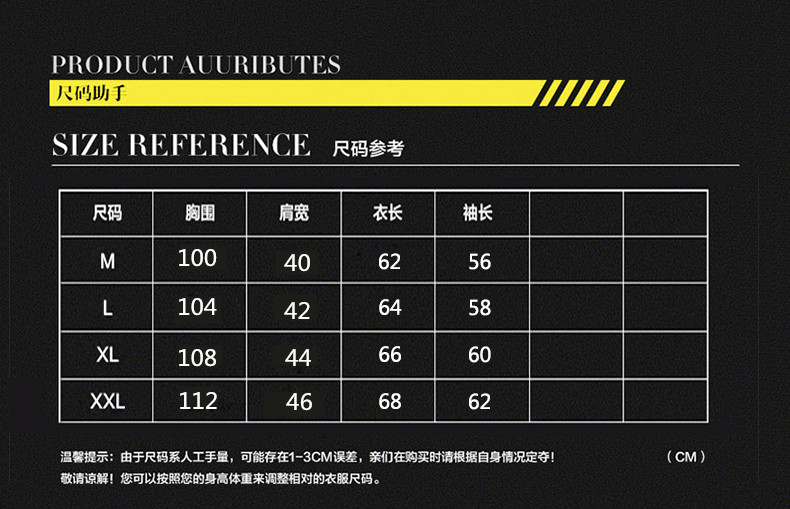 PRODUCT AUURIBUTES
尺码助手
SIZE REFERENCE 尺码参考
尺码 胸围 肩宽 衣长 袖长
M 100 40 62 56
L 104 42 64 58
XL 108 44 66 60
XXL 112 46 68 62
温馨提示：由于尺码系人工手量，可能存在1-3CM误差，亲们在购买时请根据自身情况定夺！ （CM）
敬请谅解！您可以按照您的身高体重来调整相对的衣服尺码。